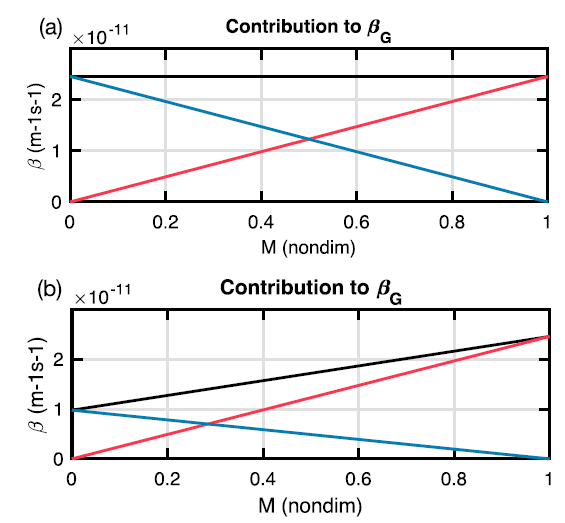 (a) ×10⁻¹¹ Contribution to β_G
β (m-1s-1)
2
1
0
0 0.2 0.4 0.6 0.8 1
M (nondim)
(b) ×10⁻¹¹ Contribution to β_G
β (m-1s-1)
2
1
0
0 0.2 0.4 0.6 0.8 1
M (nondim)